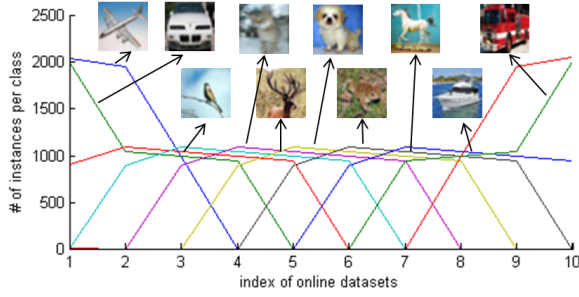 2500
2000
1500
1000
500
0
# of instances per class
1 2 3 4 5 6 7 8 9 10
index of online datasets